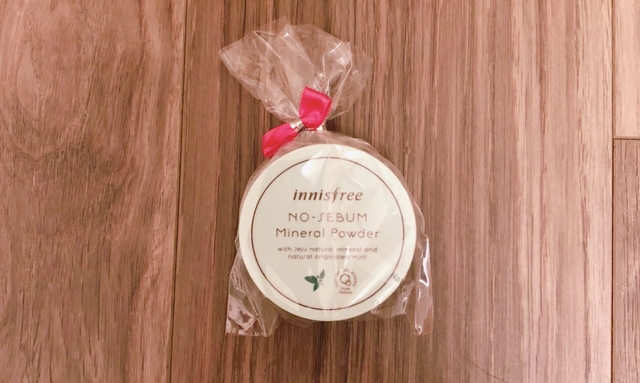 innisfree
NO-SEBUM
Mineral Powder
with Jeju natural mineral and
natural originated mint